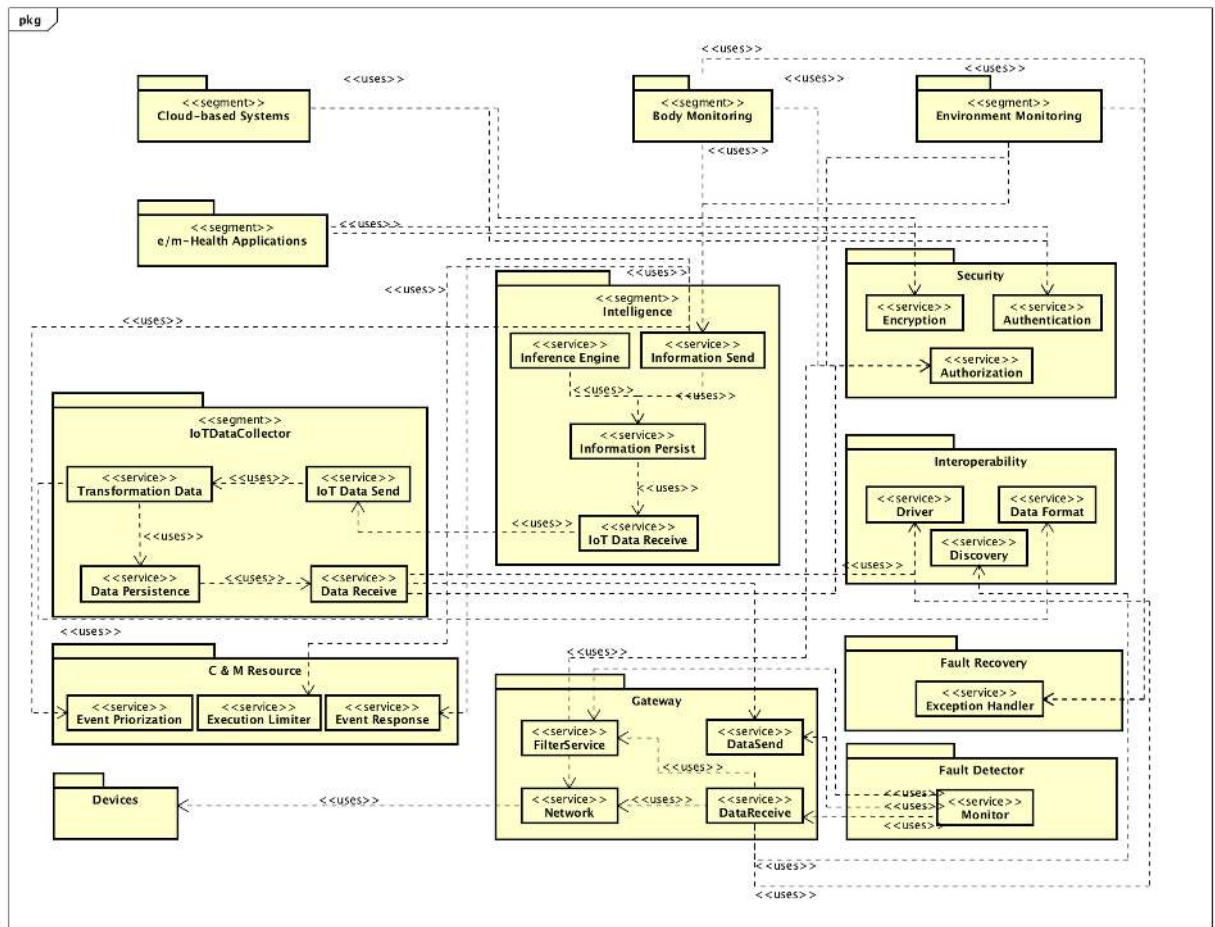 pkg
<<uses>>
<<uses>>
<<uses>>
<<uses>>
<<segment>>
Cloud-based Systems
<<segment>>
Body Monitoring
<<segment>>
Environment Monitoring
<<uses>>
<<segment>>
e/m-Health Applications
<<uses>>
<<uses>>
<<uses>>
<<uses>>
Security
<<service>>
Encryption
<<service>>
Authentication
<<service>>
Authorization
<<segment>>
Intelligence
<<service>>
Inference Engine
<<service>>
Information Send
<<uses>>
<<uses>>
<<service>>
Information Persist
<<uses>>
<<service>>
IoT Data Receive
<<segment>>
IoTDataCollector
<<service>>
Transformation Data
<<uses>>
<<service>>
IoT Data Send
<<uses>>
<<uses>>
<<service>>
Data Persistence
<<uses>>
<<service>>
Data Receive
Interoperability
<<service>>
Driver
<<service>>
Data Format
<<service>>
Discovery
<<uses>>
<<uses>>
C & M Resource
<<service>>
Event Priorization
<<service>>
Execution Limiter
<<service>>
Event Response
<<uses>>
Gateway
<<service>>
FilterService
<<service>>
DataSend
<<uses>>
<<service>>
Network
<<uses>>
<<service>>
DataReceive
Fault Recovery
<<service>>
Exception Handler
Fault Detector
<<uses>>
<<uses>>
<<uses>>
<<service>>
Monitor
Devices
<<uses>>
<<uses>>
<<uses>>